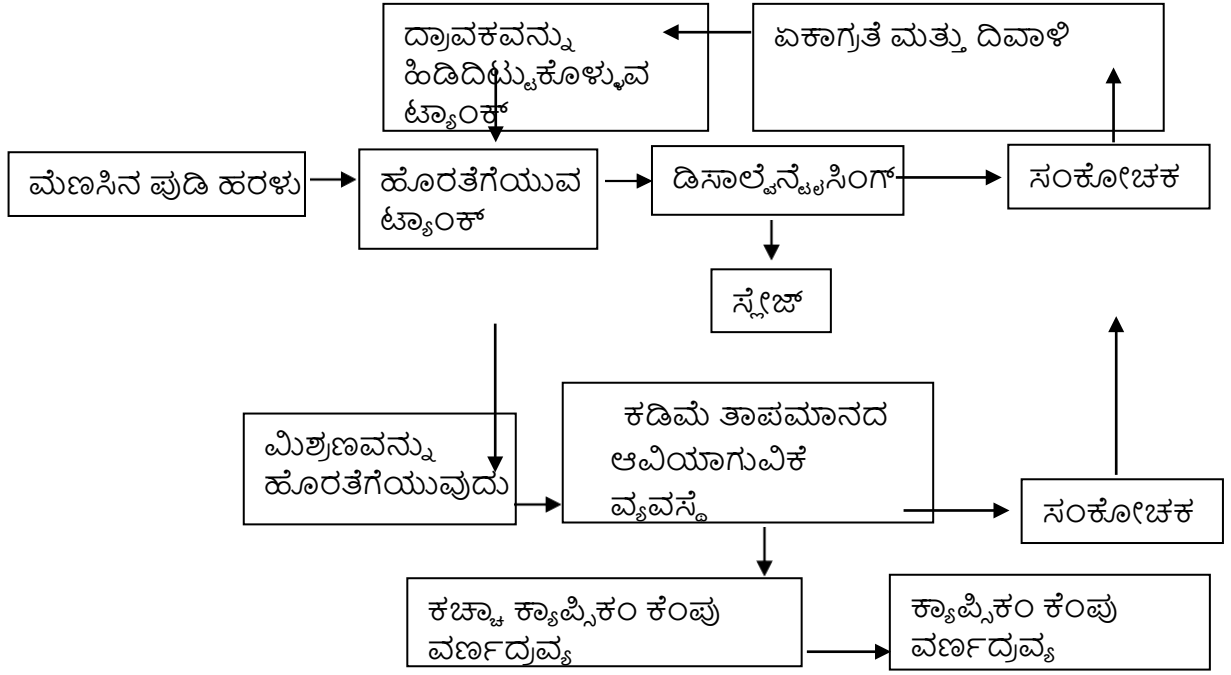 ದ್ರಾವಕವನ್ನು
ಹಿಡಿದಿಟ್ಟುಕೊಳ್ಳುವ
ಟ್ಯಾಂಕ್
ಏಕಾಗ್ರತೆ ಮತ್ತು ದಿವಾಳಿ
ಮೆಣಸಿನ ಪುಡಿ ಹರಳು
ಹೊರತೆಗೆಯುವ
ಟ್ಯಾಂಕ್
ಡಿಸಾಲ್ವೆನ್ಟೈಸಿಂಗ್
ಸಂಕೋಚಕ
ಸ್ಲೇಜ್
ಮಿಶ್ರಣವನ್ನು
ಹೊರತೆಗೆಯುವುದು
ಕಡಿಮೆ ತಾಪಮಾನದ
ಆವಿಯಾಗುವಿಕೆ
ವ್ಯವಸ್ಥೆ
ಸಂಕೋಚಕ
ಕಚ್ಚಾ ಕ್ಯಾಪ್ಸಿಕಂ ಕೆಂಪು
ವರ್ಣದ್ರವ್ಯ
ಕ್ಯಾಪ್ಸಿಕಂ ಕೆಂಪು
ವರ್ಣದ್ರವ್ಯ